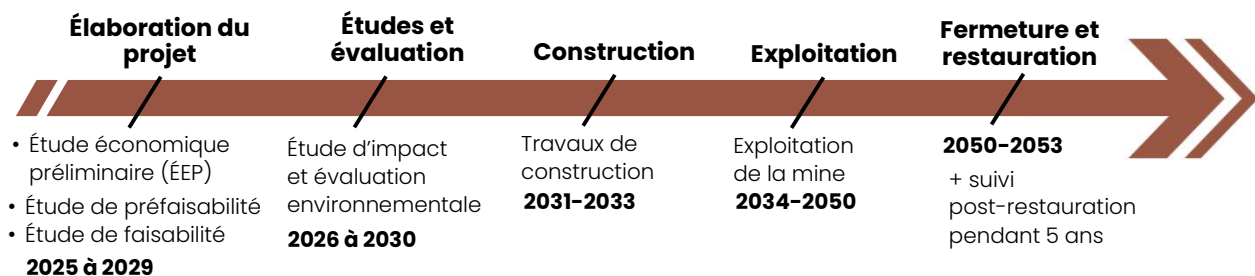 Élaboration du
projet
• Étude économique
préliminaire (ÉEP)
• Étude de préfaisabilité
• Étude de faisabilité
2025 à 2029
Études et
évaluation
Étude d’impact
et évaluation
environnementale
2026 à 2030
Construction
Travaux de
construction
2031-2033
Exploitation
Exploitation
de la mine
2034-2050
Fermeture et
restauration
2050-2053
+ suivi
post-restauration
pendant 5 ans